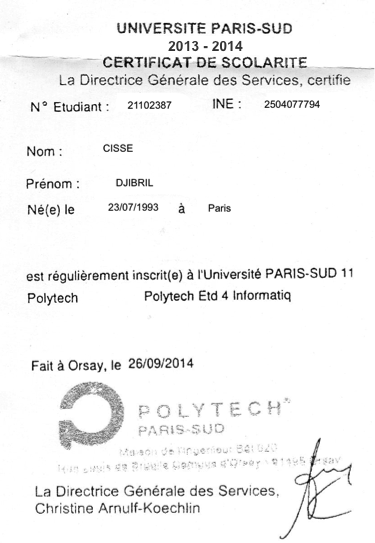 UNIVERSITE PARIS-SUD
2013 - 2014
CERTIFICAT DE SCOLARITE
La Directrice Générale des Services, certifie
N° Etudiant : 21102387 INE : 2504077794
Nom : CISSE
Prénom : DJIBRIL
Né(e) le 23/07/1993 à Paris
est régulièrement inscrit(e) à l'Université PARIS-SUD 11
Polytech Polytech Etd 4 Informatiq
Fait à Orsay, le 26/09/2014
POLYTECH
PARIS-SUD
Maison de l'Ingénieur Bât 620
Rue Louis de Broglie Campus d'Orsay - 91405 Orsay
La Directrice Générale des Services,
Christine Arnulf-Koechlin